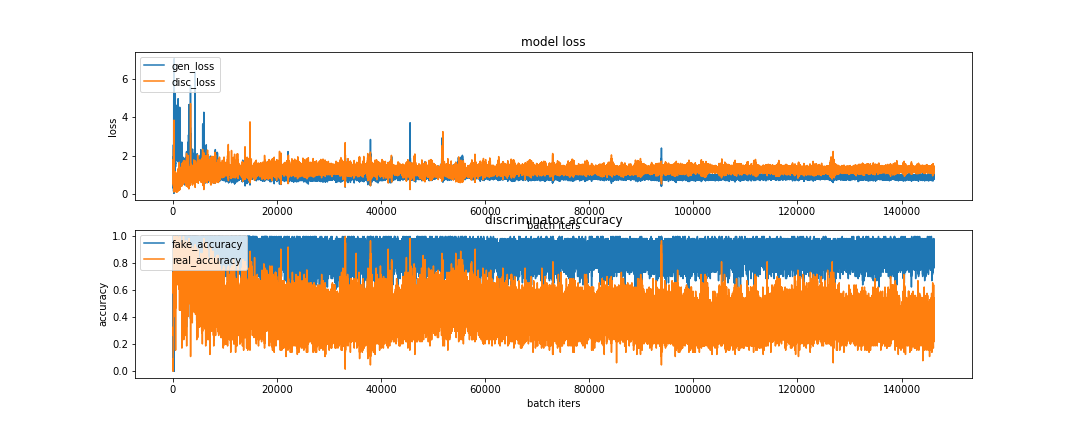 model loss
gen_loss
disc_loss
loss
6
4
2
0
0 20000 40000 60000 80000 100000 120000 140000
batch iters
discriminator accuracy
fake_accuracy
real_accuracy
accuracy
1.0
0.8
0.6
0.4
0.2
0.0
0 20000 40000 60000 80000 100000 120000 140000
batch iters